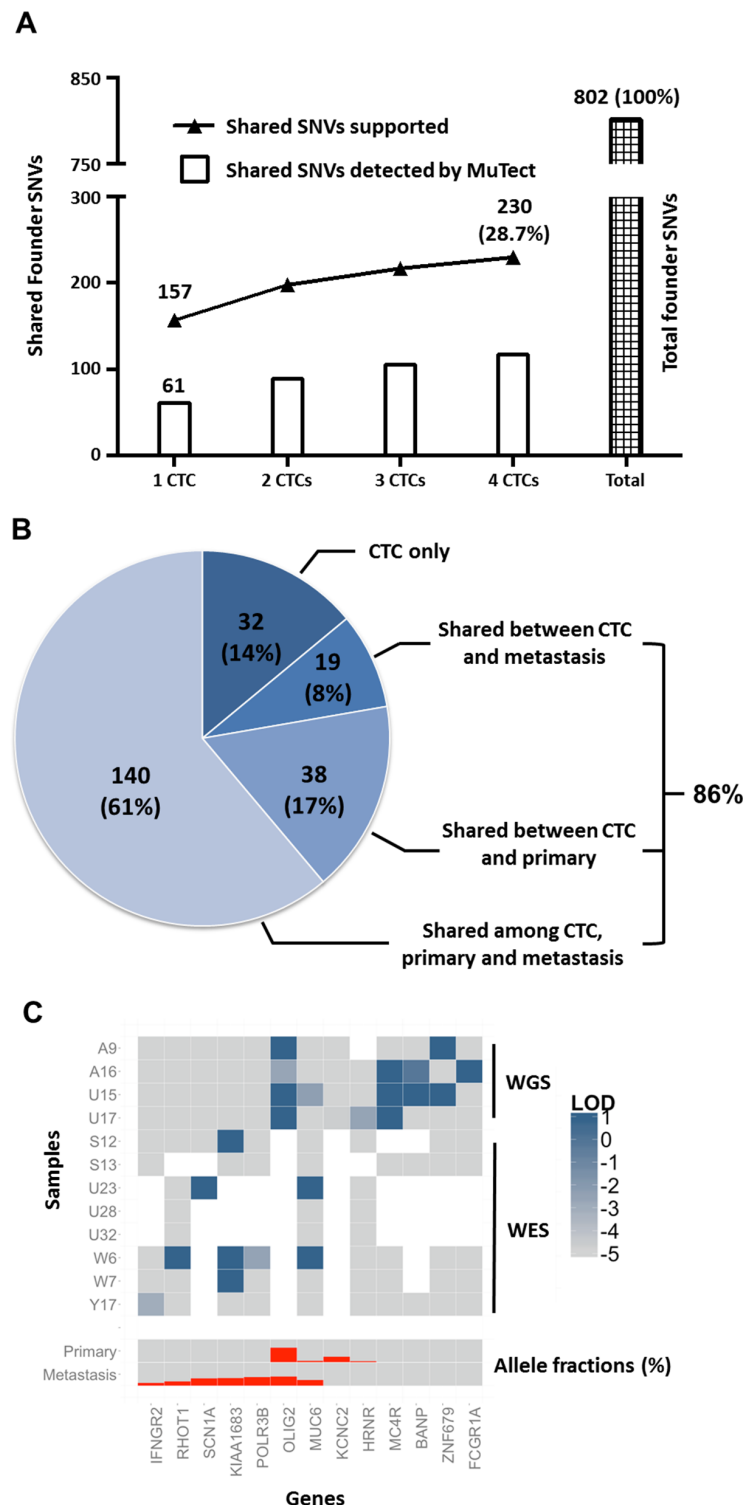 A
850
802 (100%)
Shared SNVs supported
750
Shared SNVs detected by MuTect
300
230
(28.7%)
Shared Founder SNVs
Total founder SNVs
200
157
100
61
0
1 CTC
2 CTCs
3 CTCs
4 CTCs
Total
B
CTC only
32
(14%)
Shared between CTC
and metastasis
19
(8%)
140
(61%)
38
(17%)
86%
Shared between CTC
and primary
Shared among CTC,
primary and metastasis
C
A9
A16
U15
U17
S12
S13
U23
U28
U32
W6
W7
Y17
Samples
WGS
WES
LOD
1
0
-1
-2
-3
-4
-5
Primary
Metastasis
Allele fractions (%)
IFNGR2
RHOT1
SCN1A
KIAA1683
POLR3B
OLIG2
MUC6
KCNC2
HRNR
MC4R
BANP
ZNF679
FCGR1A
Genes